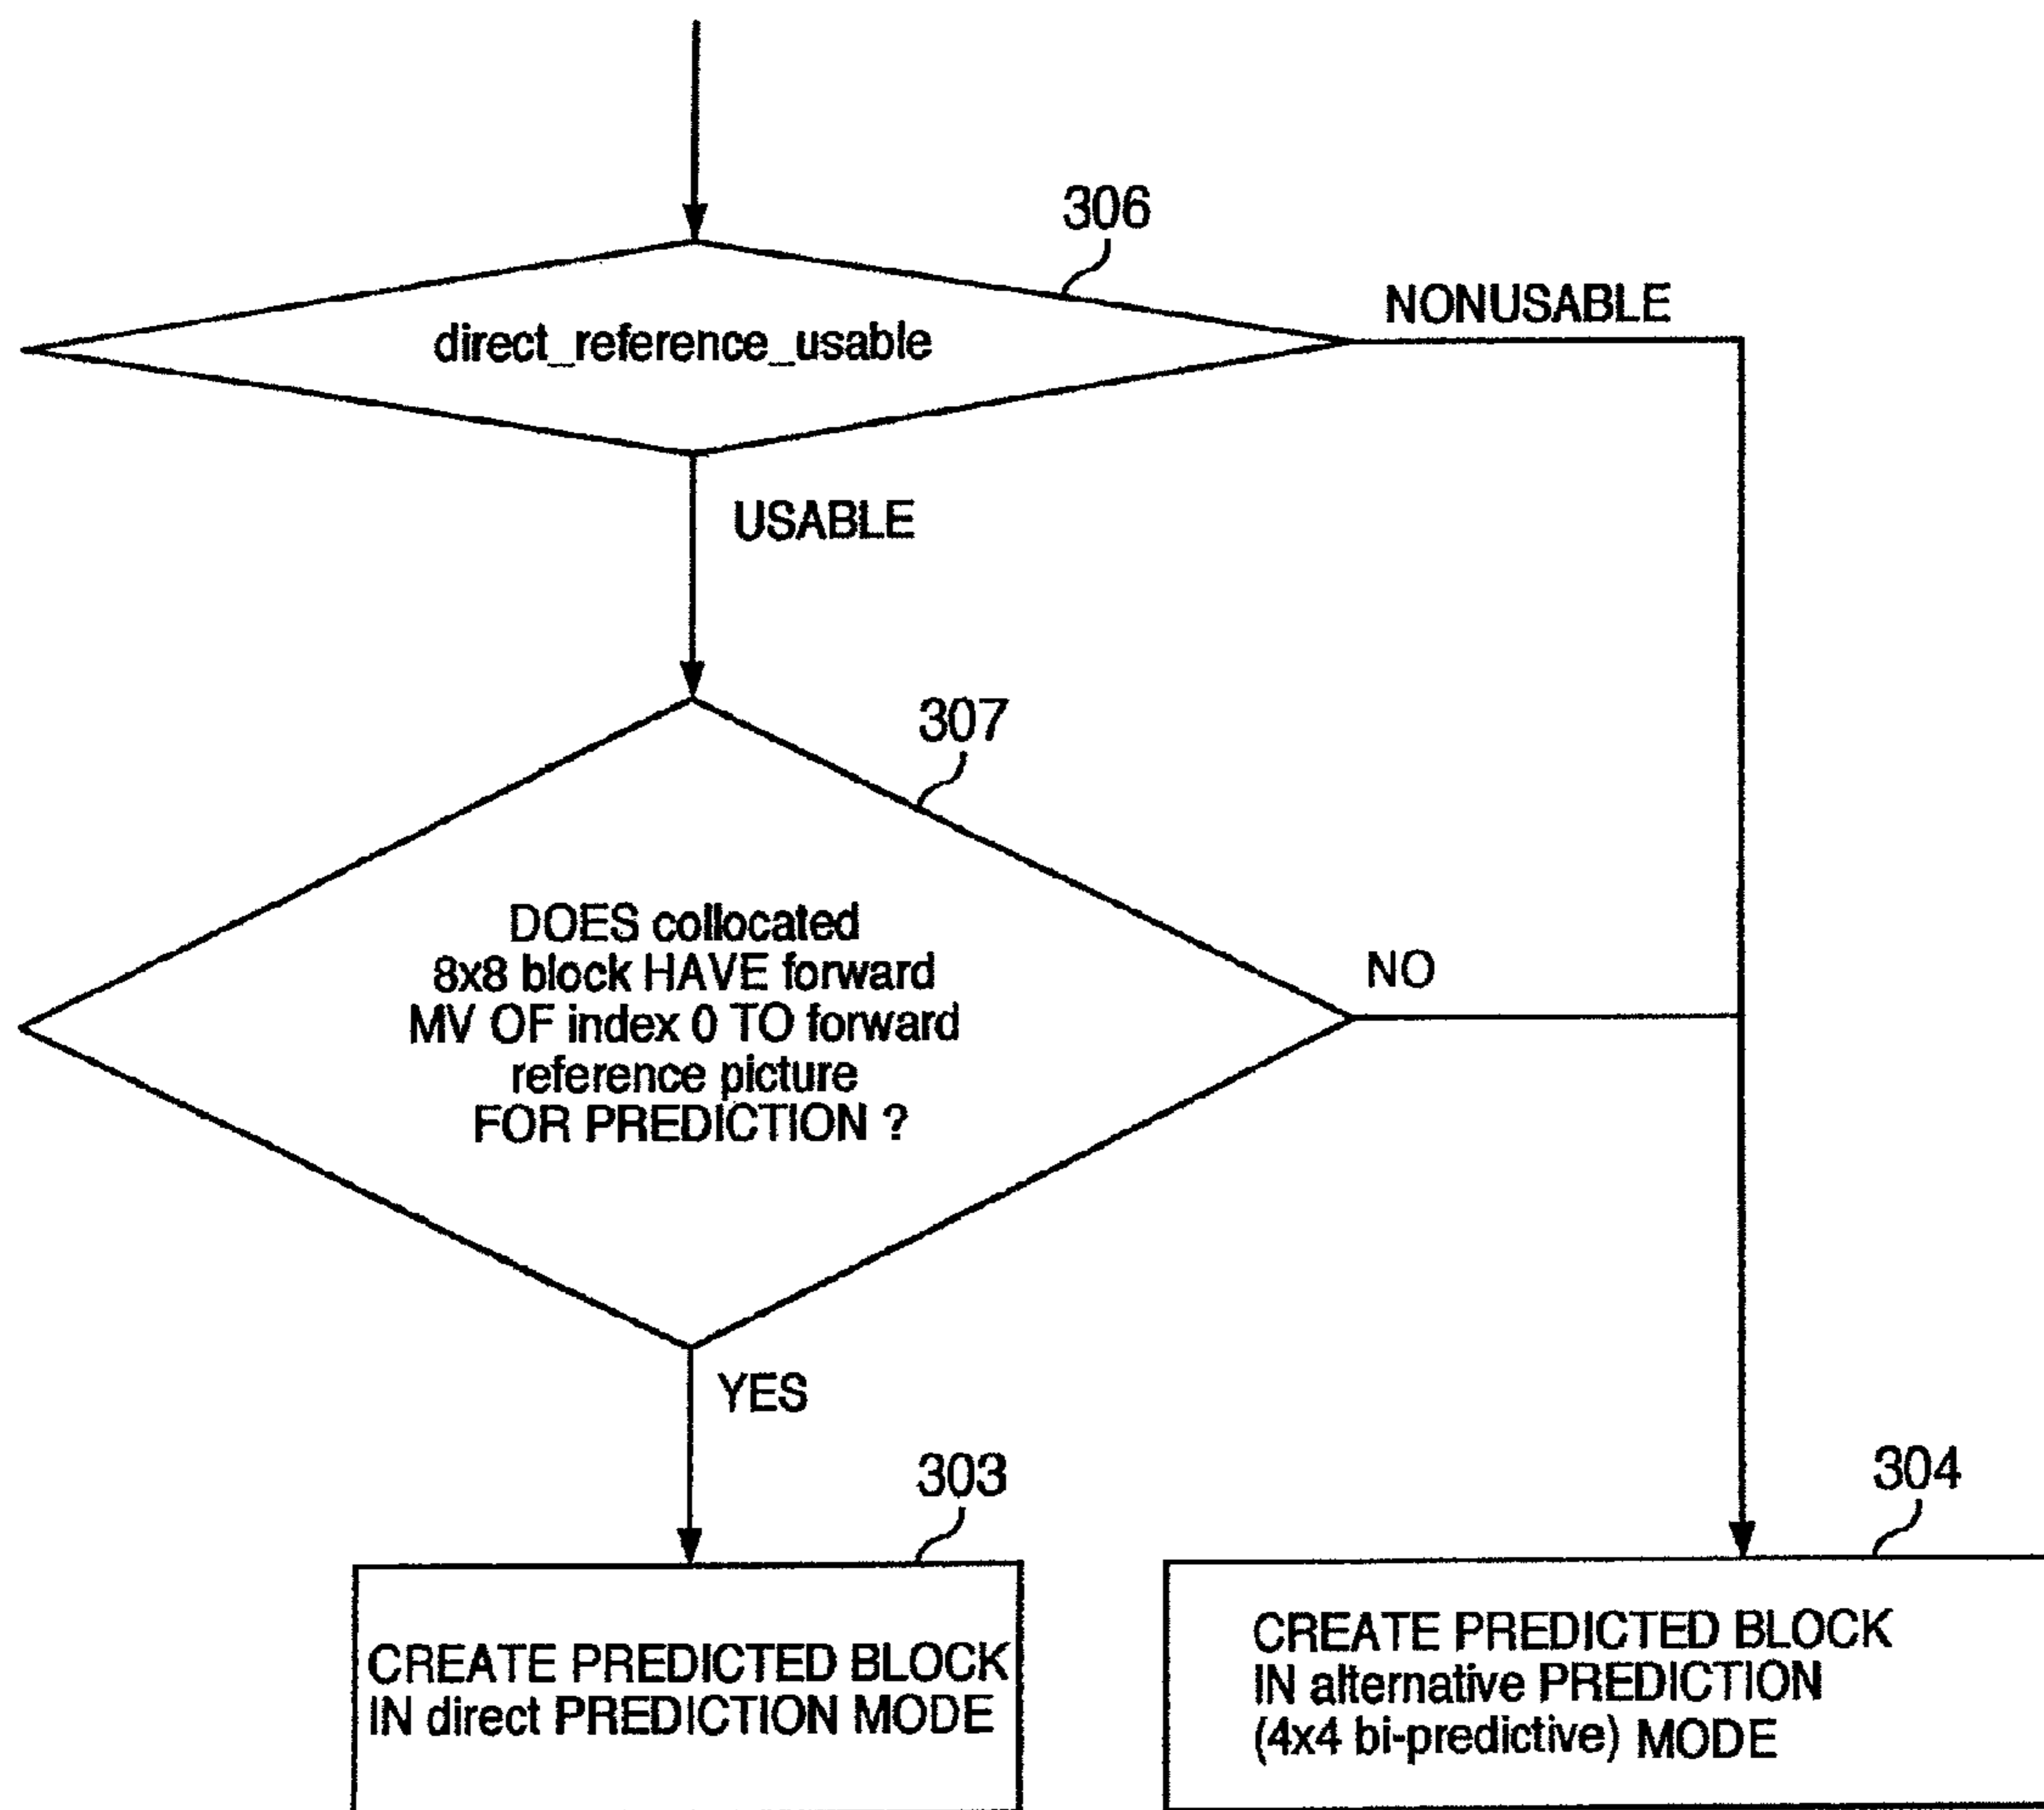 306
NONUSABLE
direct_reference_usable
USABLE
307
DOES collocated
8x8 block HAVE forward
MV OF index 0 TO forward
reference picture
FOR PREDICTION ?
NO
YES
303
304
CREATE PREDICTED BLOCK
IN direct PREDICTION MODE
CREATE PREDICTED BLOCK
IN alternative PREDICTION
(4x4 bi-predictive) MODE